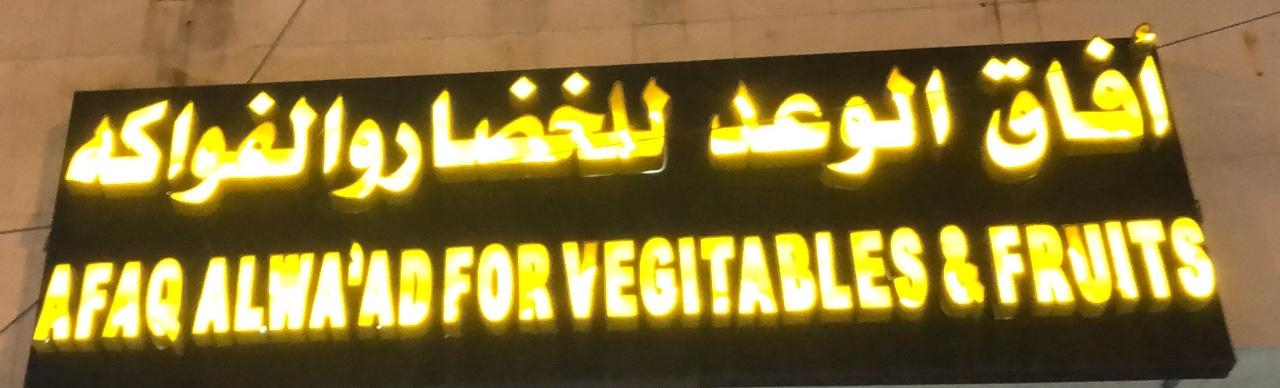 أفاق الوعد للخضار والفواكه
AFAQ ALWA'AD FOR VEGITABLES & FRUITS